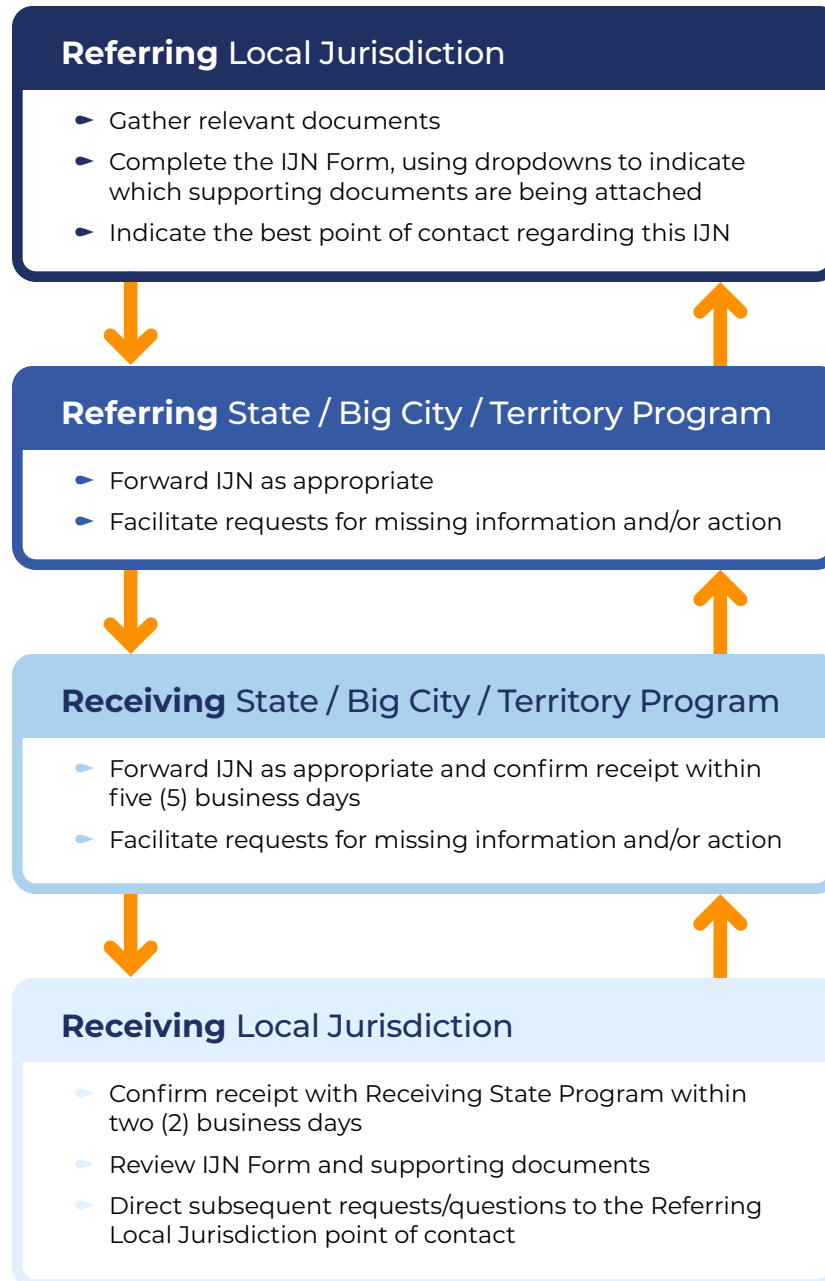 Referring Local Jurisdiction
Gather relevant documents
Complete the IJN Form, using dropdowns to indicate
which supporting documents are being attached
Indicate the best point of contact regarding this IJN
Referring State / Big City / Territory Program
Forward IJN as appropriate
Facilitate requests for missing information and/or action
Receiving State / Big City / Territory Program
Forward IJN as appropriate and confirm receipt within
five (5) business days
Facilitate requests for missing information and/or action
Receiving Local Jurisdiction
Confirm receipt with Receiving State Program within
two (2) business days
Review IJN Form and supporting documents
Direct subsequent requests/questions to the Referring
Local Jurisdiction point of contact